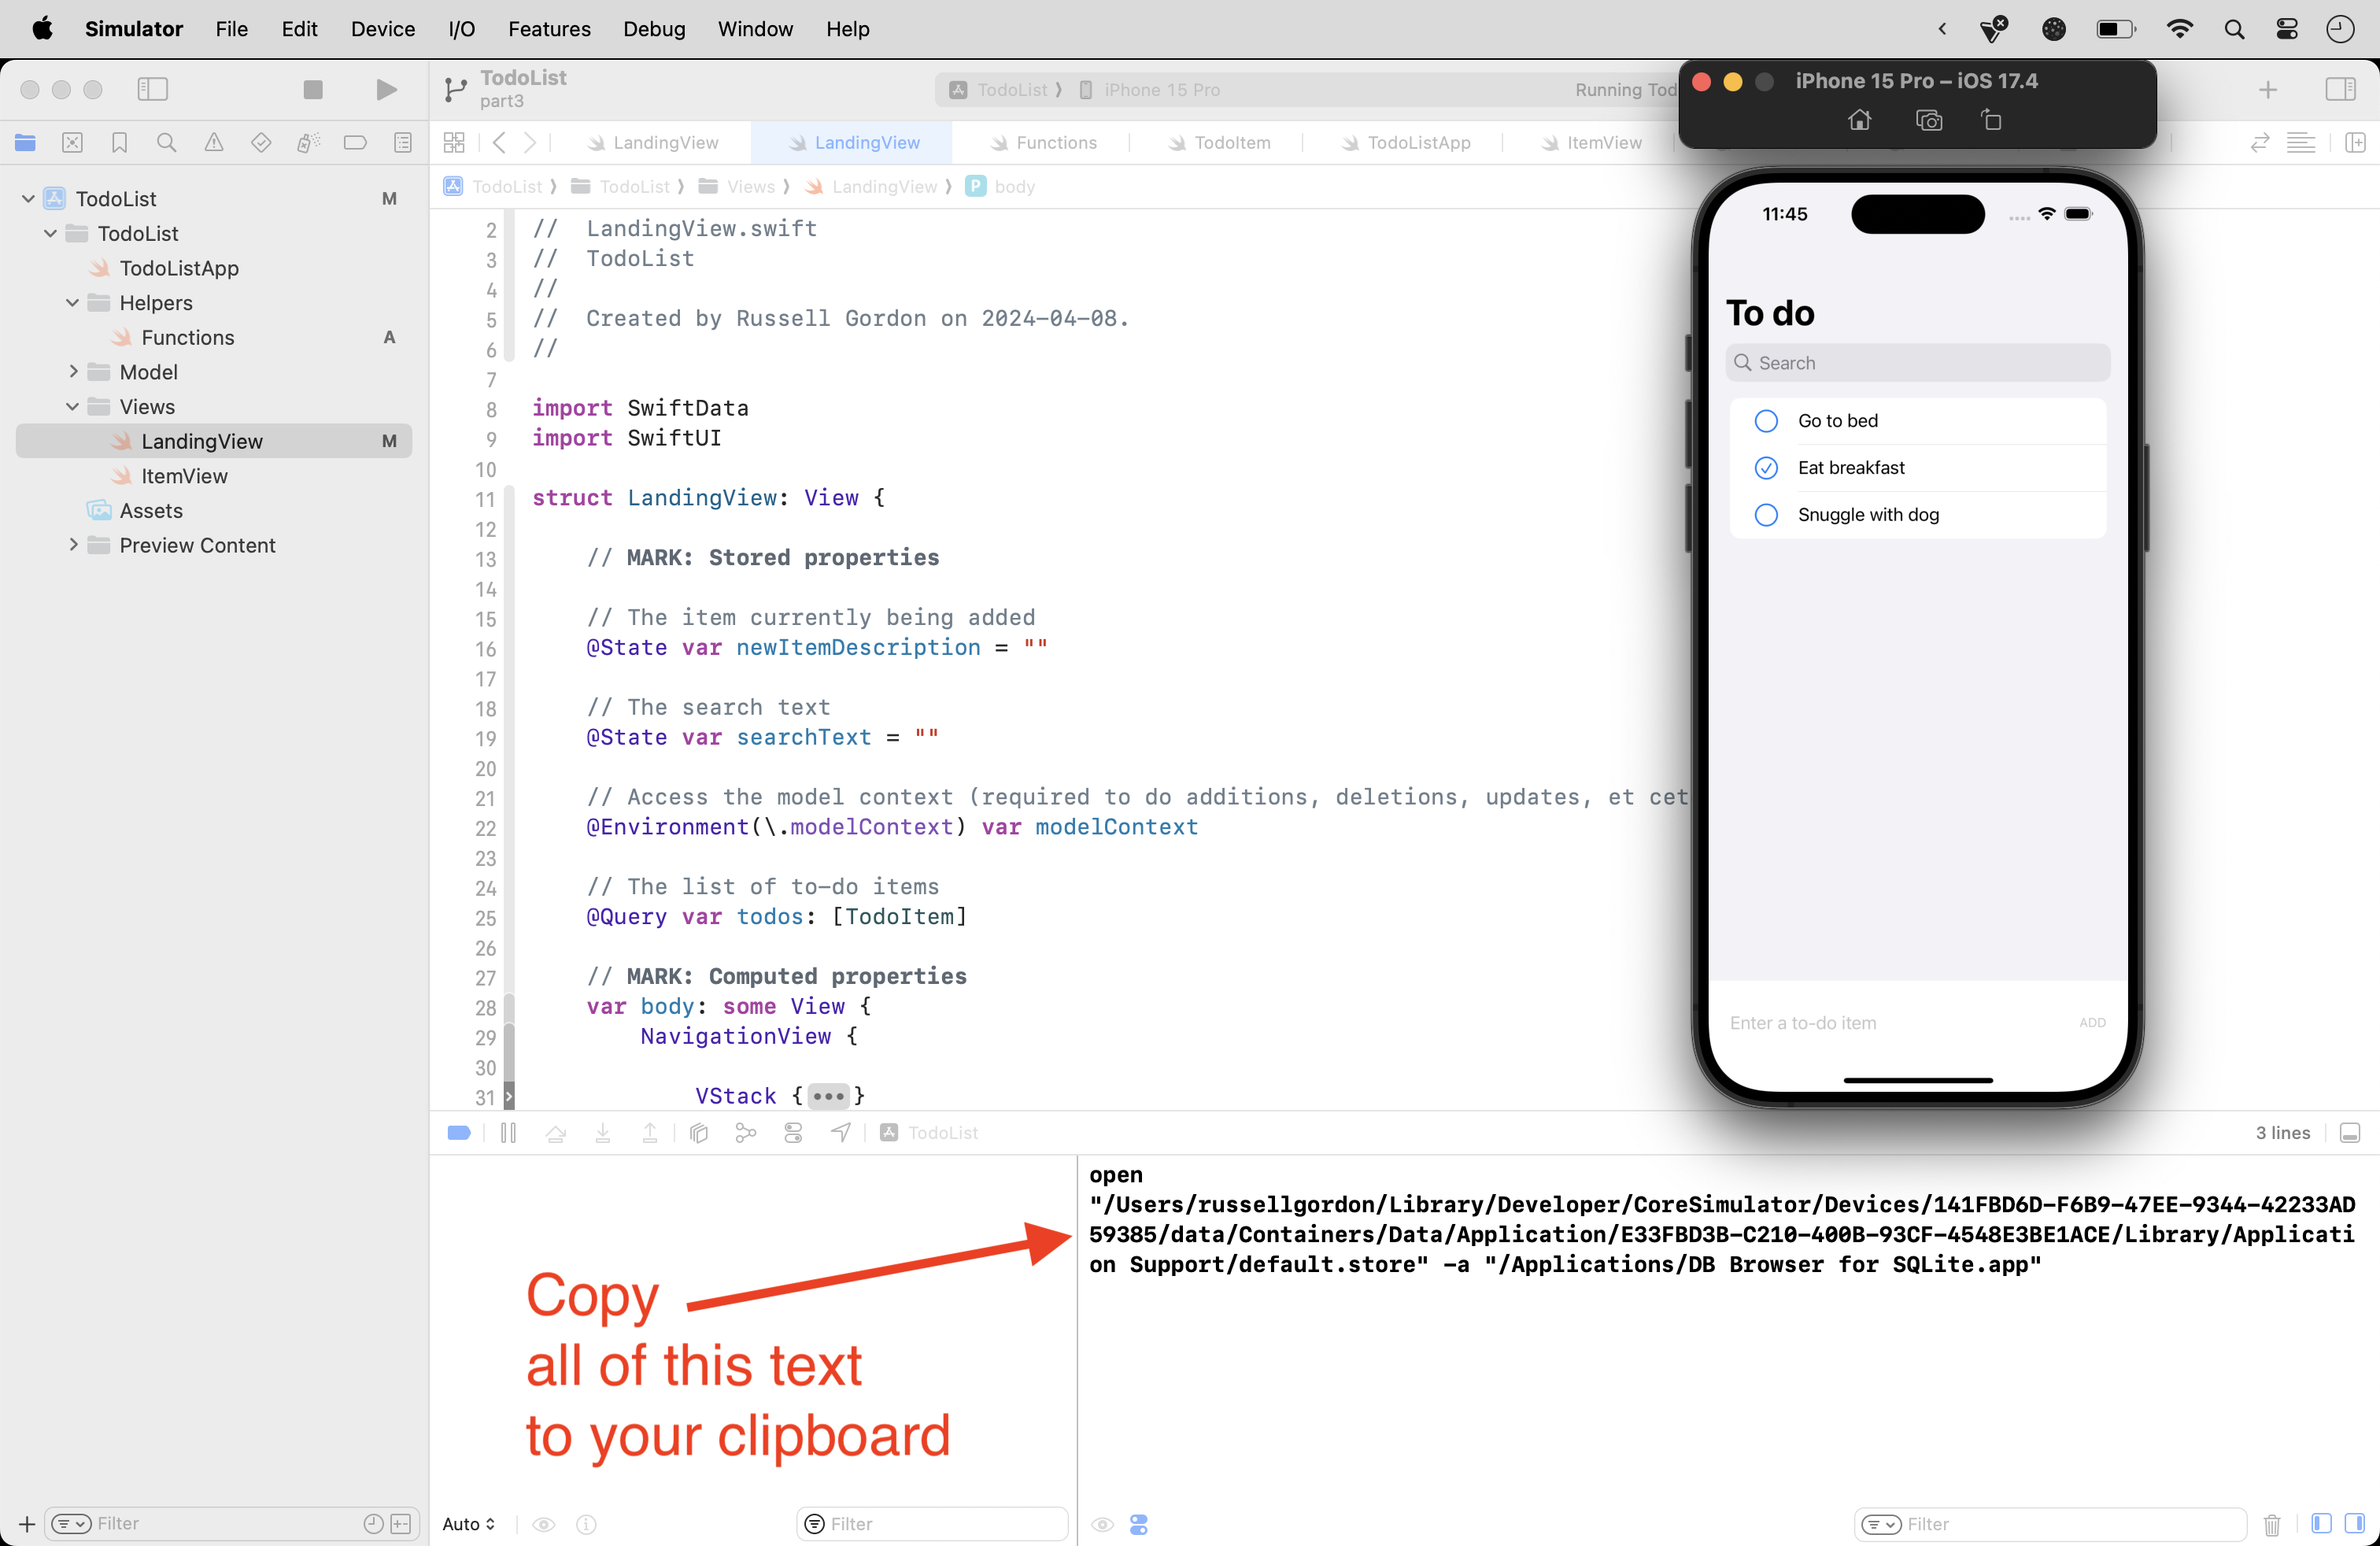 Simulator File Edit Device I/O Features Debug Window Help
TodoList
part3
TodoList
iPhone 15 Pro
Running Tod
iPhone 15 Pro – iOS 17.4
LandingView
LandingView
Functions
TodoItem
TodoListApp
ItemView
TodoList ⟩ TodoList ⟩ Views ⟩ LandingView ⟩ P body
TodoList M
TodoList
TodoListApp
Helpers
Functions A
Model
Views
LandingView M
ItemView
Assets
Preview Content
2 //  LandingView.swift
3 //  TodoList
4 //
5 //  Created by Russell Gordon on 2024-04-08.
6 //
7
8 import SwiftData
9 import SwiftUI
10
11 struct LandingView: View {
12
13     // MARK: Stored properties
14
15     // The item currently being added
16     @State var newItemDescription = ""
17
18     // The search text
19     @State var searchText = ""
20
21     // Access the model context (required to do additions, deletions, updates, et cet
22     @Environment(\.modelContext) var modelContext
23
24     // The list of to-do items
25     @Query var todos: [TodoItem]
26
27     // MARK: Computed properties
28     var body: some View {
29         NavigationView {
30
31             VStack {•••}
11:45
To do
Search
Go to bed
Eat breakfast
Snuggle with dog
Enter a to-do item ADD
TodoList
3 lines
open
"/Users/russellgordon/Library/Developer/CoreSimulator/Devices/141FBD6D-F6B9-47EE-9344-42233AD
59385/data/Containers/Data/Application/E33FBD3B-C210-400B-93CF-4548E3BE1ACE/Library/Applicati
on Support/default.store" -a "/Applications/DB Browser for SQLite.app"
Copy
all of this text
to your clipboard
Filter
Auto
Filter
Filter